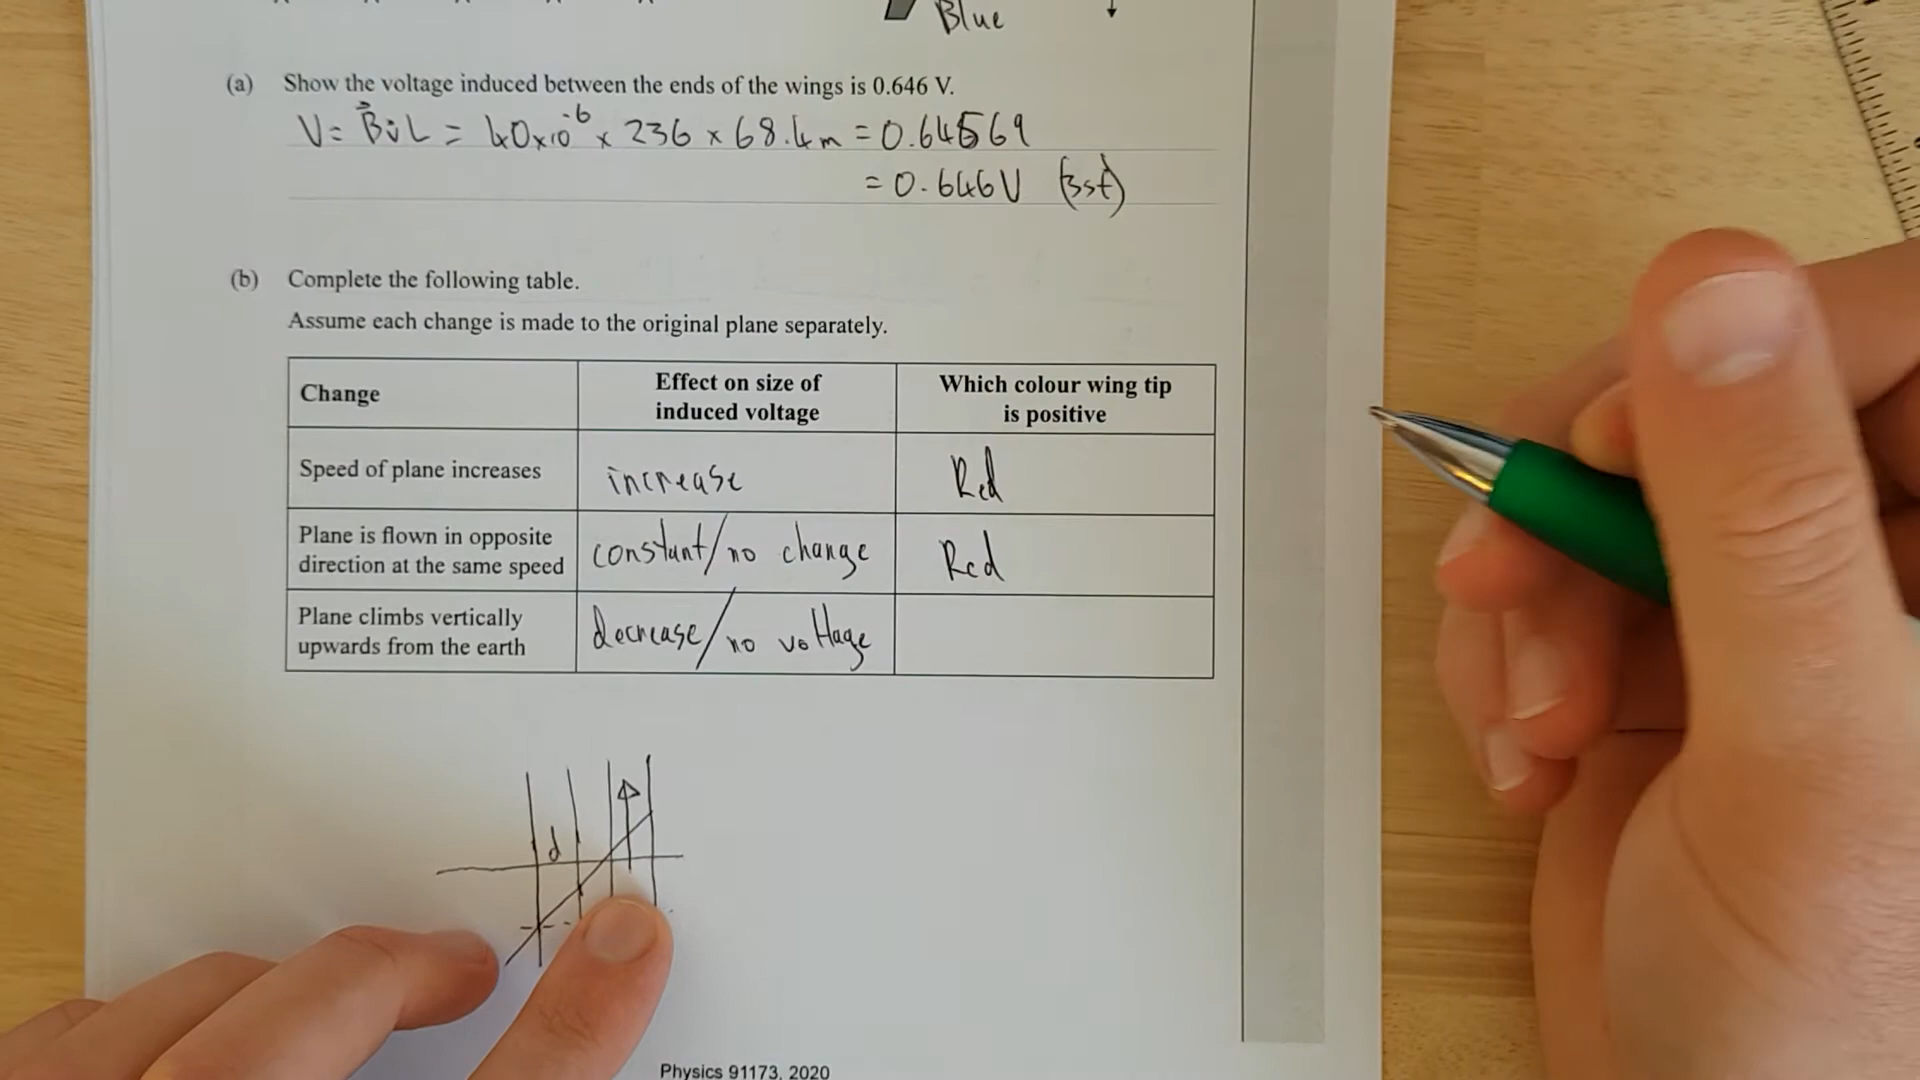 Blue
(a) Show the voltage induced between the ends of the wings is 0.646 V.
V = BvL = 40x10^-6 x 236 x 68.4m = 0.64569
= 0.646V (3sf)
(b) Complete the following table.
Assume each change is made to the original plane separately.
Change
Effect on size of induced voltage
Which colour wing tip is positive
Speed of plane increases
increase
Red
Plane is flown in opposite direction at the same speed
constant/no change
Red
Plane climbs vertically upwards from the earth
decrease/no voltage
d
Physics 91173, 2020